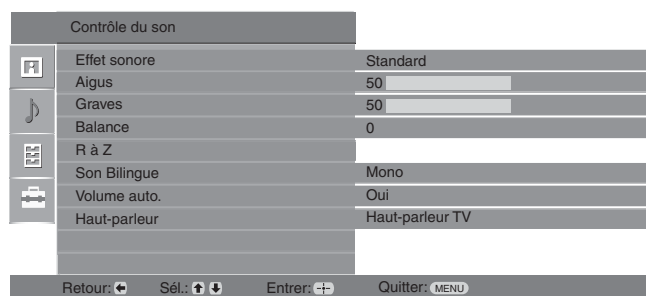 Contrôle du son
Effet sonore Standard
Aigus 50
Graves 50
Balance 0
R à Z
Son Bilingue Mono
Volume auto. Oui
Haut-parleur Haut-parleur TV
Retour: Sél.: Entrer: Quitter: MENU